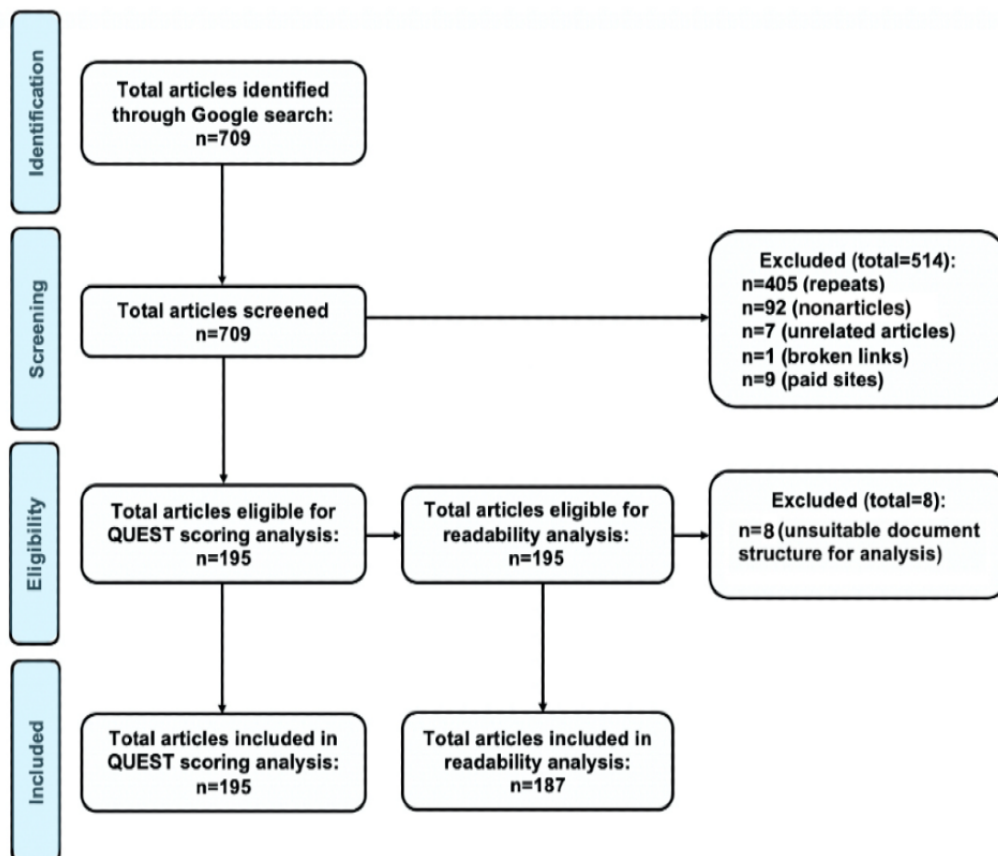 Identification
Total articles identified
through Google search:
n=709
Screening
Total articles screened
n=709
Excluded (total=514):
n=405 (repeats)
n=92 (nonarticles)
n=7 (unrelated articles)
n=1 (broken links)
n=9 (paid sites)
Eligibility
Total articles eligible for
QUEST scoring analysis:
n=195
Total articles eligible for
readability analysis:
n=195
Excluded (total=8):
n=8 (unsuitable document
structure for analysis)
Included
Total articles included in
QUEST scoring analysis:
n=195
Total articles included in
readability analysis:
n=187